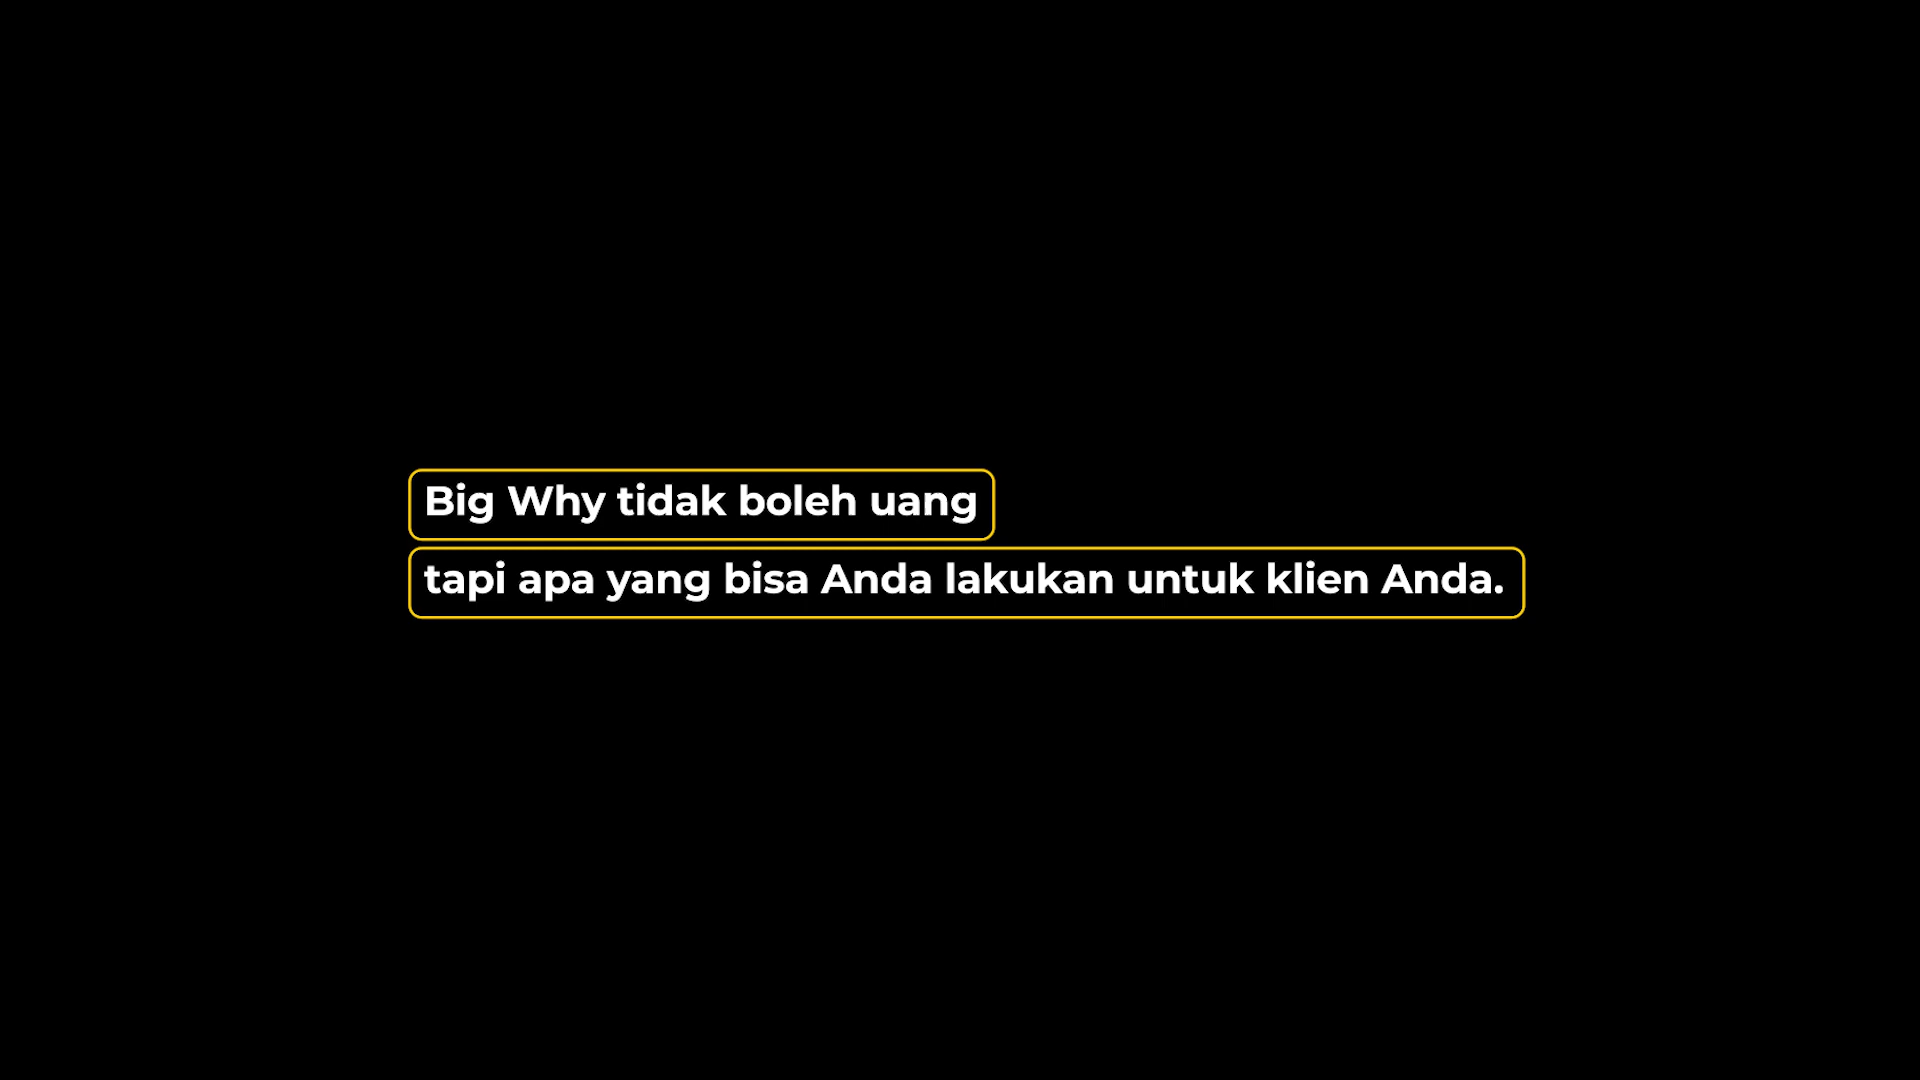 Big Why tidak boleh uang
tapi apa yang bisa Anda lakukan untuk klien Anda.